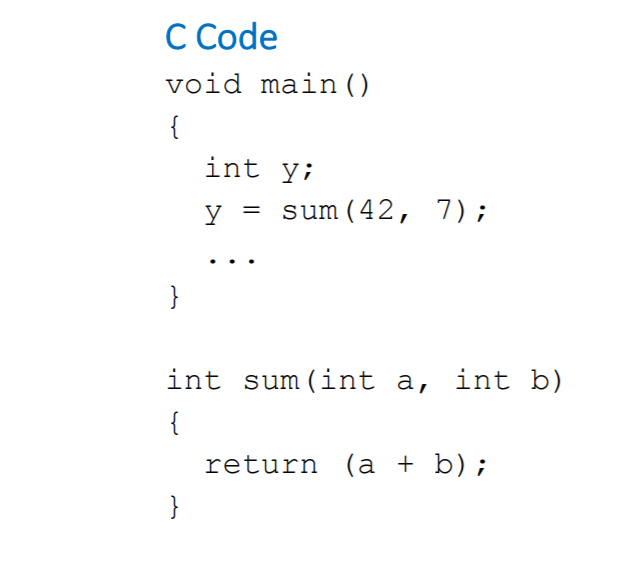 C Code
void main()
{
  int y;
  y = sum(42, 7);
  ...
}

int sum(int a, int b)
{
  return (a + b);
}